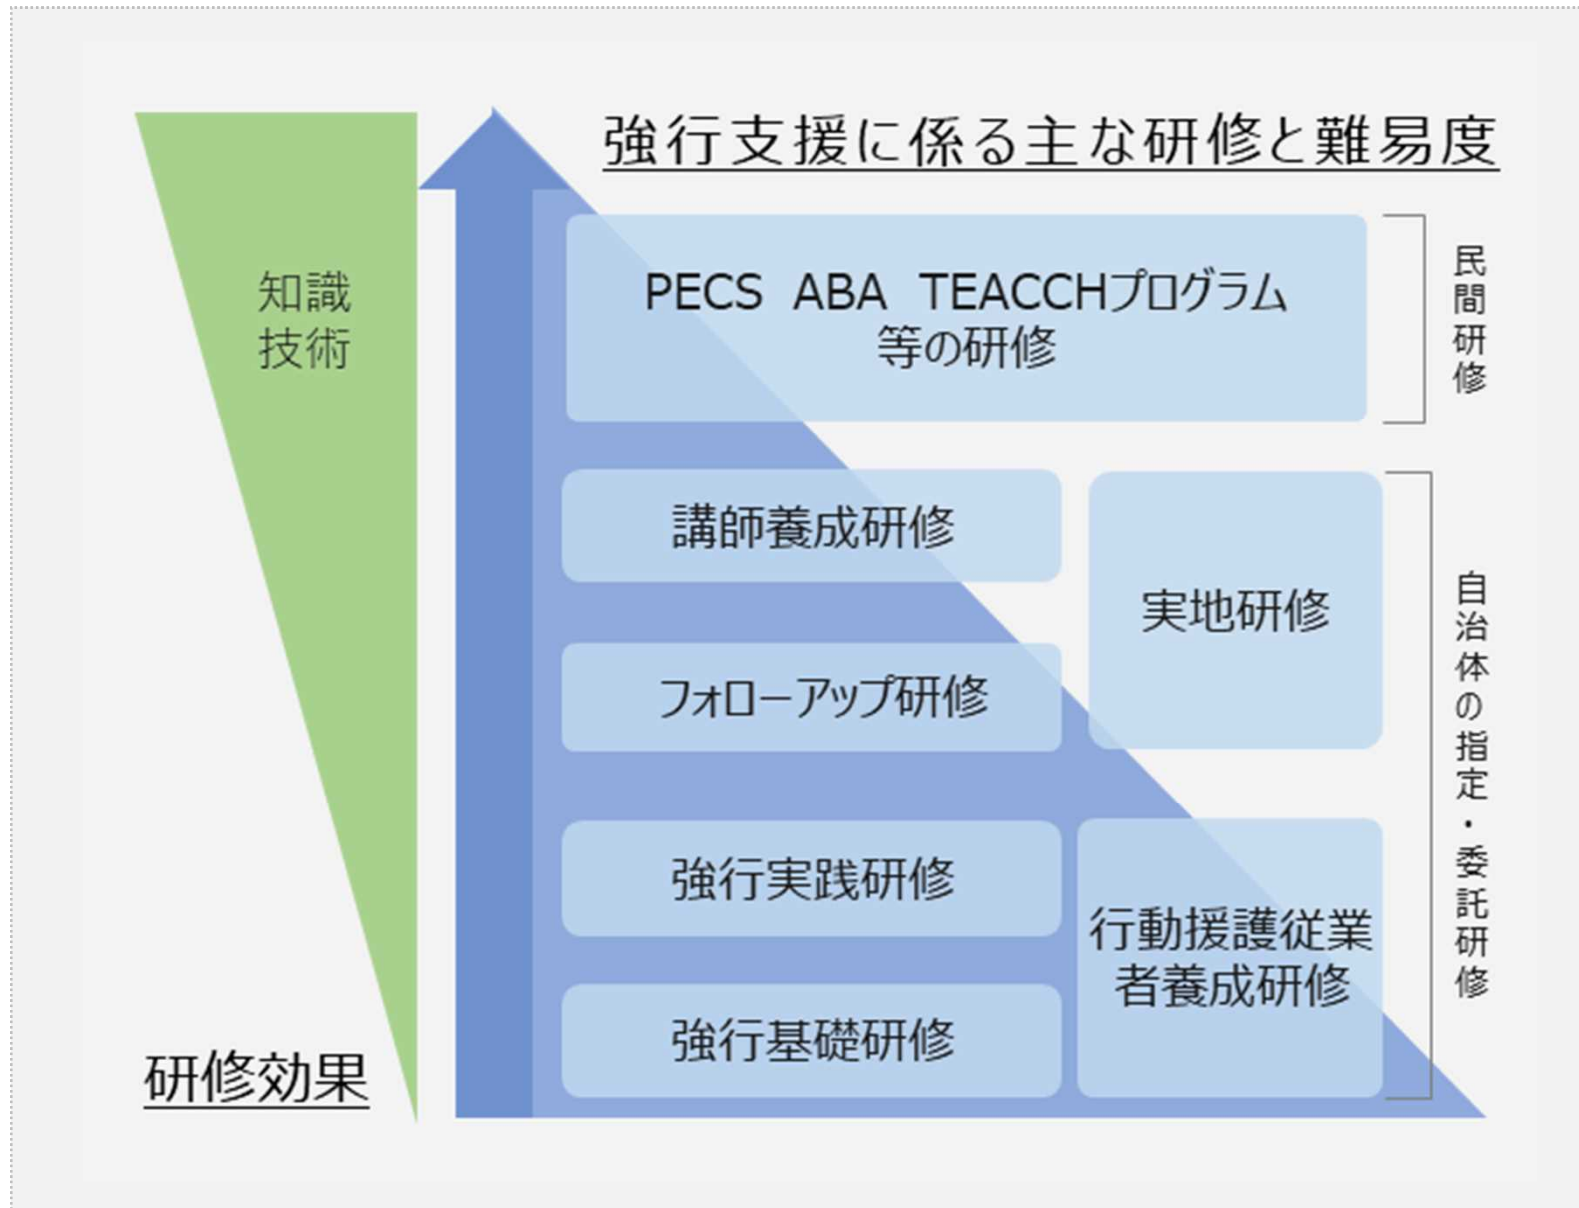 強行支援に係る主な研修と難易度
知識
技術
PECS ABA TEACCHプログラム
等の研修
民間研修
講師養成研修
実地研修
フォローアップ研修
強行実践研修
行動援護従業
者養成研修
強行基礎研修
自治体の指定・委託研修
研修効果